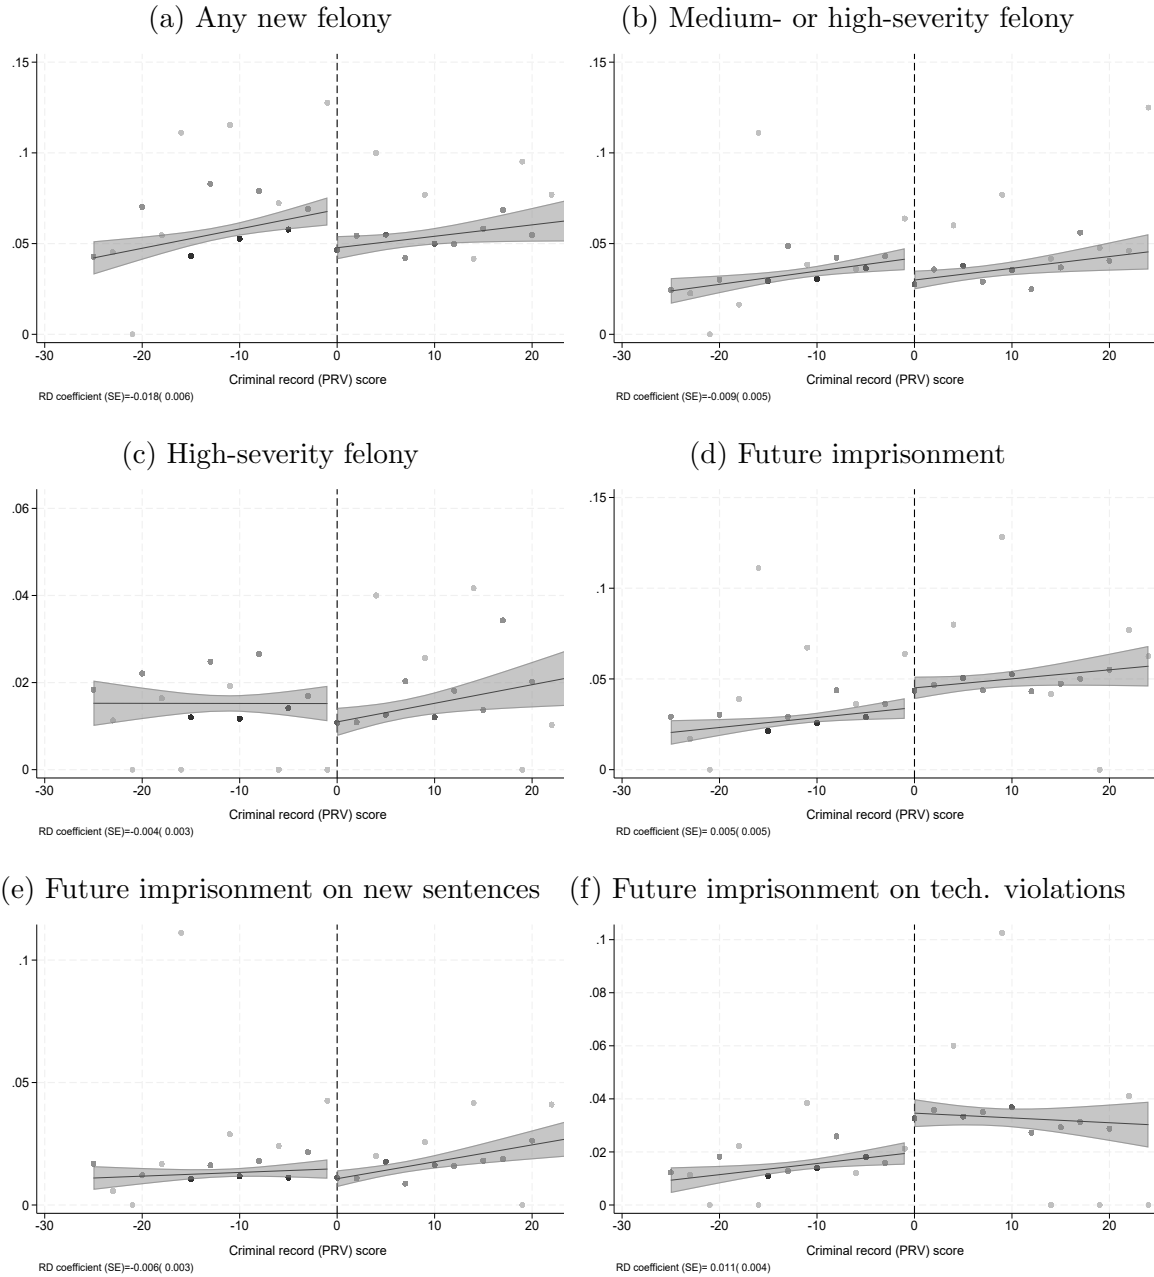 (a) Any new felony
(b) Medium- or high-severity felony
.15
.1
.05
0
-30 -20 -10 0 10 20
Criminal record (PRV) score
RD coefficient (SE)=-0.018( 0.006)
.15
.1
.05
0
-30 -20 -10 0 10 20
Criminal record (PRV) score
RD coefficient (SE)=-0.009( 0.005)
(c) High-severity felony
(d) Future imprisonment
.06
.04
.02
0
-30 -20 -10 0 10 20
Criminal record (PRV) score
RD coefficient (SE)=-0.004( 0.003)
.15
.1
.05
0
-30 -20 -10 0 10 20
Criminal record (PRV) score
RD coefficient (SE)= 0.005( 0.005)
(e) Future imprisonment on new sentences
(f) Future imprisonment on tech. violations
.1
.05
0
-30 -20 -10 0 10 20
Criminal record (PRV) score
RD coefficient (SE)=-0.006( 0.003)
.1
.08
.06
.04
.02
0
-30 -20 -10 0 10 20
Criminal record (PRV) score
RD coefficient (SE)= 0.011( 0.004)